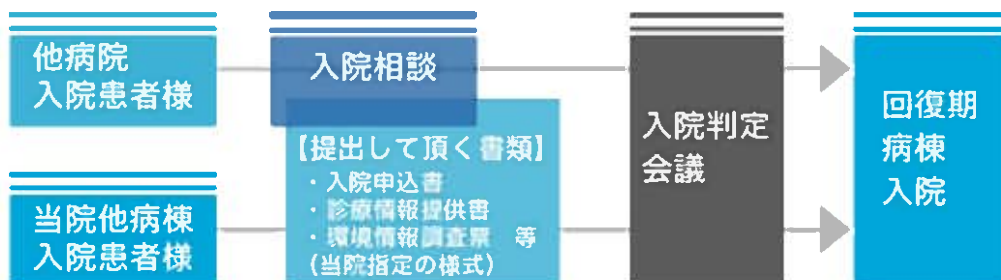 他病院
入院患者様
入院相談
【提出して頂く書類】
・入院申込書
・診療情報提供書
・環境情報調査票　等
（当院指定の様式）
当院他病棟
入院患者様
入院判定
会議
回復期
病棟
入院